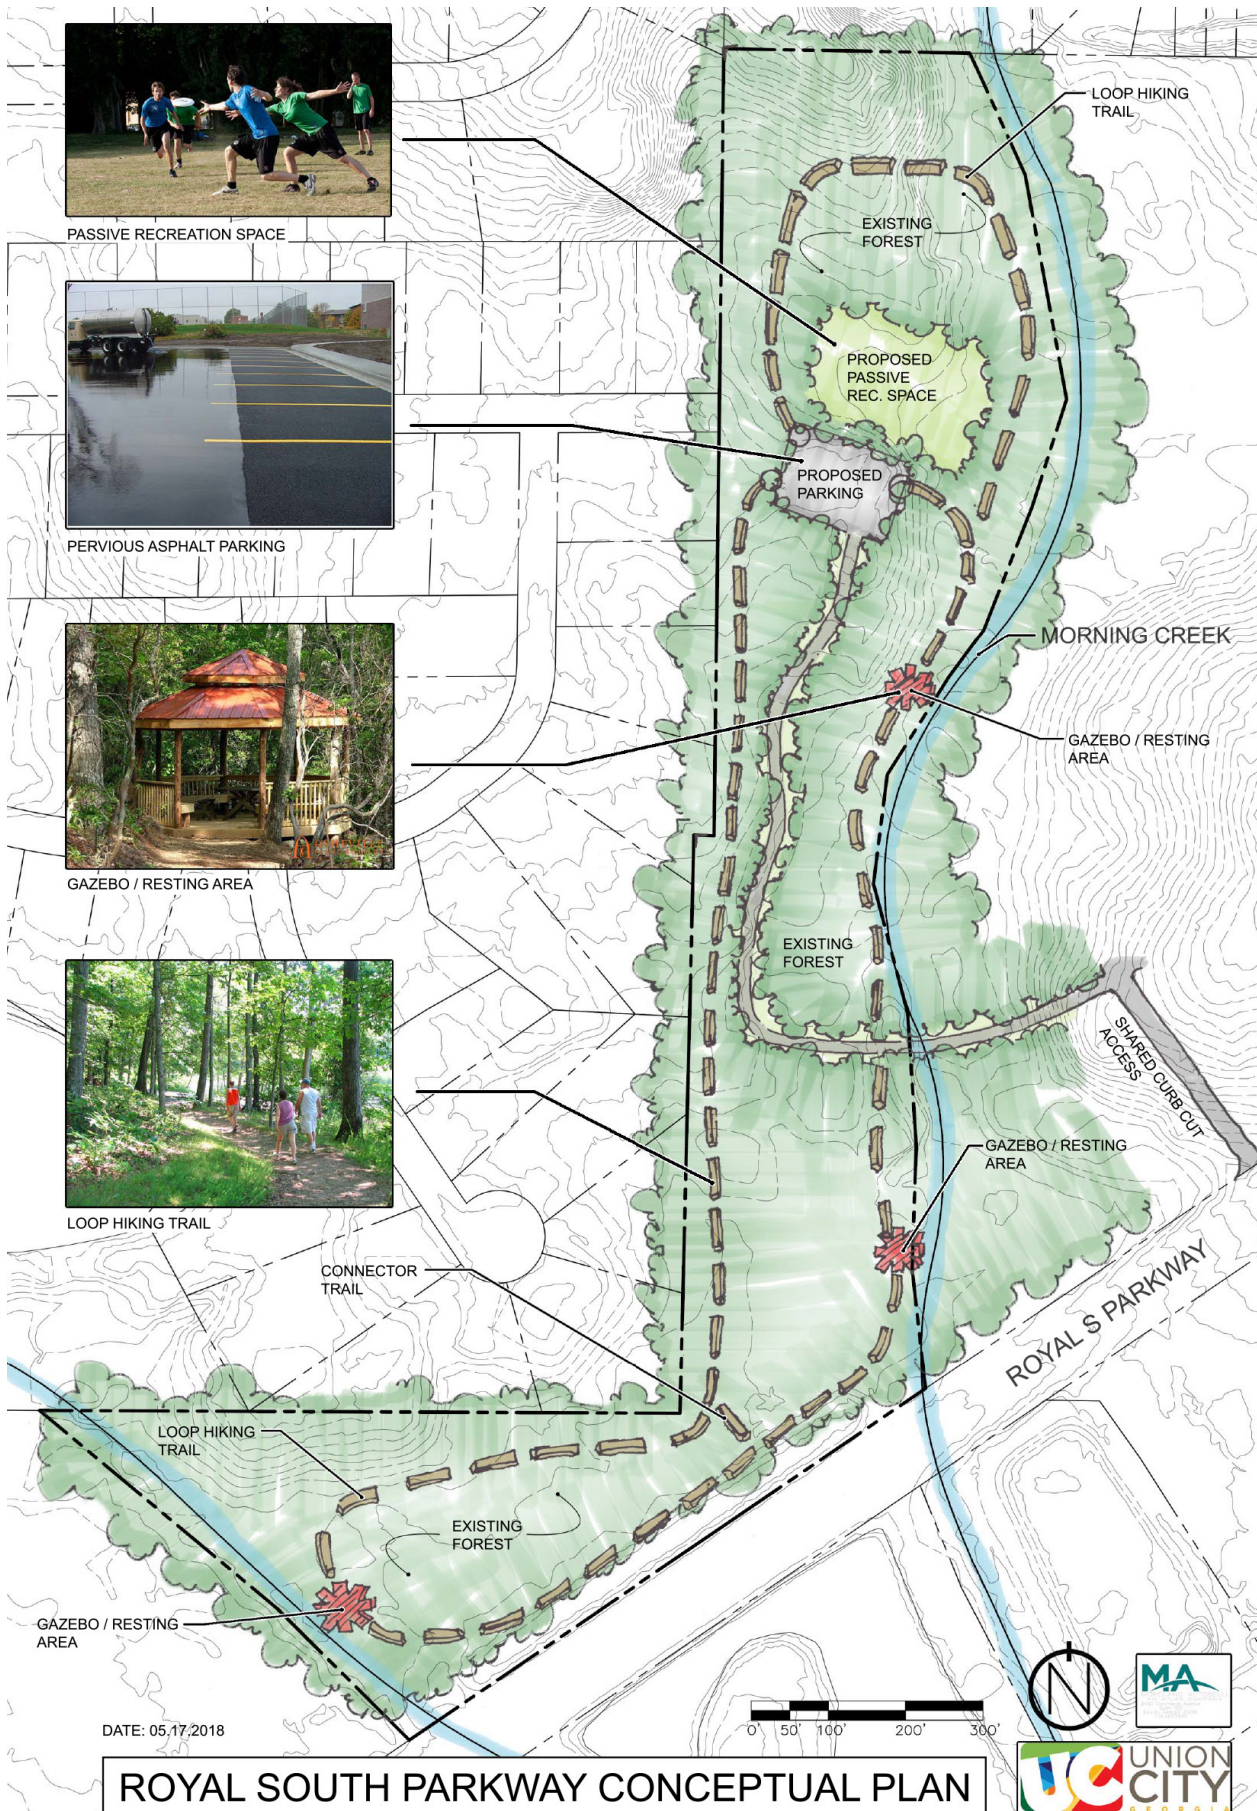 LOOP HIKING
TRAIL
PASSIVE RECREATION SPACE
EXISTING
FOREST
PROPOSED
PASSIVE
REC. SPACE
PROPOSED
PARKING
PERVIOUS ASPHALT PARKING
MORNING CREEK
GAZEBO / RESTING
AREA
GAZEBO / RESTING AREA
EXISTING
FOREST
SHARED CURB CUT
ACCESS
GAZEBO / RESTING
AREA
LOOP HIKING TRAIL
CONNECTOR
TRAIL
ROYAL S PARKWAY
LOOP HIKING
TRAIL
EXISTING
FOREST
GAZEBO / RESTING
AREA
DATE: 05.17.2018
0' 50' 100' 200' 300'
N
MA
ROYAL SOUTH PARKWAY CONCEPTUAL PLAN
UC
UNION
CITY
GEORGIA